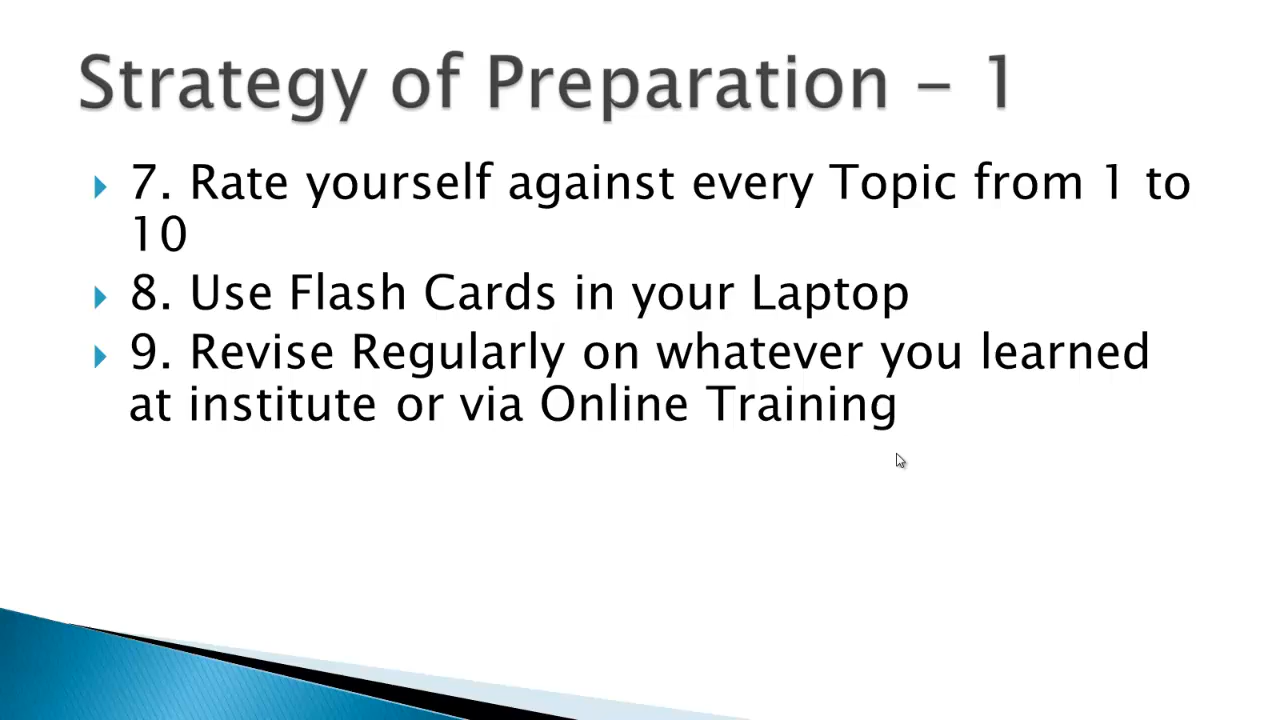 Strategy of Preparation - 1
7. Rate yourself against every Topic from 1 to
10
8. Use Flash Cards in your Laptop
9. Revise Regularly on whatever you learned
at institute or via Online Training